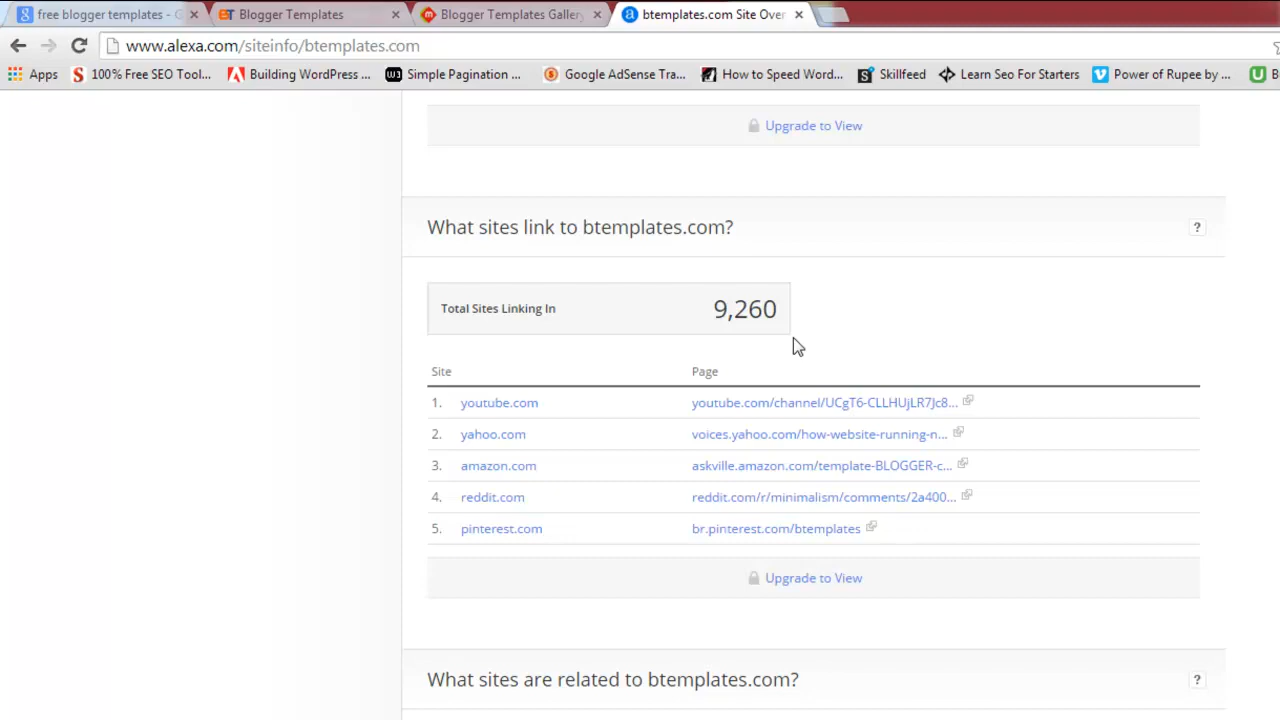 free blogger templates - G
Blogger Templates
Blogger Templates Gallery
btemplates.com Site Over
www.alexa.com/siteinfo/btemplates.com
Apps
100% Free SEO Tool...
Building WordPress ...
Simple Pagination ...
Google AdSense Tra...
How to Speed Word...
Skillfeed
Learn Seo For Starters
Power of Rupee by ...
Upgrade to View
What sites link to btemplates.com?
?
Total Sites Linking In 9,260
Site Page
1. youtube.com youtube.com/channel/UCgT6-CLLHUjLR7Jc8...
2. yahoo.com voices.yahoo.com/how-website-running-n...
3. amazon.com askville.amazon.com/template-BLOGGER-c...
4. reddit.com reddit.com/r/minimalism/comments/2a400...
5. pinterest.com br.pinterest.com/btemplates
Upgrade to View
What sites are related to btemplates.com?
?